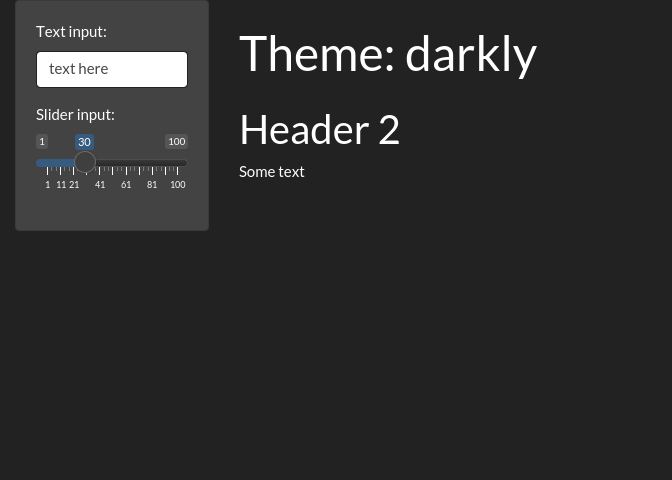 Text input:
text here
Slider input:
1 30 100
1 11 21 41 61 81 100
Theme: darkly
Header 2
Some text